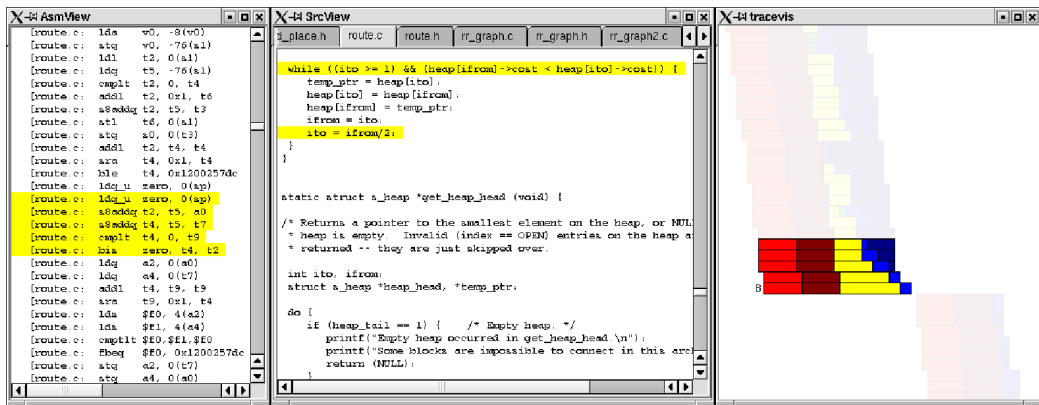 AsmView
[route.c: lda v0, -8(v0)
[route.c: stq v0, -76(s1)
[route.c: ldl t2, 0(s1)
[route.c: ldq t5, -76(s1)
[route.c: cmplt t2, 0, t4
[route.c: addl t2, 0x1, t6
[route.c: s8addq t2, t5, t3
[route.c: stl t6, 0(s1)
[route.c: stq s0, 0(t3)
[route.c: addl t2, t4, t4
[route.c: sra t4, 0x1, t4
[route.c: ble t4, 0x1200257dc
[route.c: ldq_u zero, 0(sp)
[route.c: ldq_u zero, 0(sp)
[route.c: s8addq t2, t5, a0
[route.c: s8addq t4, t5, t7
[route.c: cmplt t4, 0, t9
[route.c: bis zero, t4, t2
[route.c: ldq a2, 0(a0)
[route.c: ldq a4, 0(t7)
[route.c: addl t4, t9, t9
[route.c: sra t9, 0x1, t4
[route.c: lds $f0, 4(a2)
[route.c: lds $f1, 4(a4)
[route.c: cmptlt $f0,$f1,$f0
[route.c: fbeq $f0, 0x1200257dc
[route.c: stq a2, 0(t7)
[route.c: stq a4, 0(a0)
SrcView
d_place.h route.c route.h rr_graph.c rr_graph.h rr_graph2.c
while ((ito >= 1) && (heap[ifrom]->cost < heap[ito]->cost)) {
temp_ptr = heap[ito];
heap[ito] = heap[ifrom];
heap[ifrom] = temp_ptr;
ifrom = ito;
ito = ifrom/2;
}
}
static struct s_heap *get_heap_head (void) {
/* Returns a pointer to the smallest element on the heap, or NULL
* heap is empty. Invalid (index == OPEN) entries on the heap a
* returned -- they are just skipped over.
int ito, ifrom;
struct s_heap *heap_head, *temp_ptr;
do {
if (heap_tail == 1) { /* Empty heap. */
printf("Empty heap occurred in get_heap_head.\n");
printf("Some blocks are impossible to connect in this arc
return (NULL);
}
tracevis
B